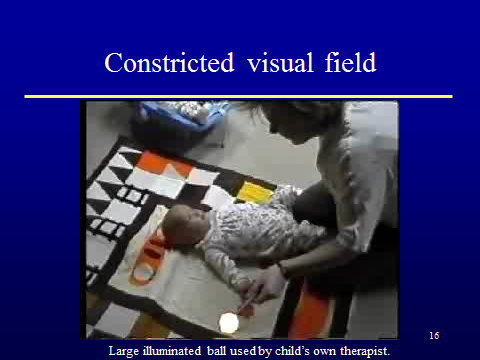 Constricted visual field
16
Large illuminated ball used by child's own therapist.